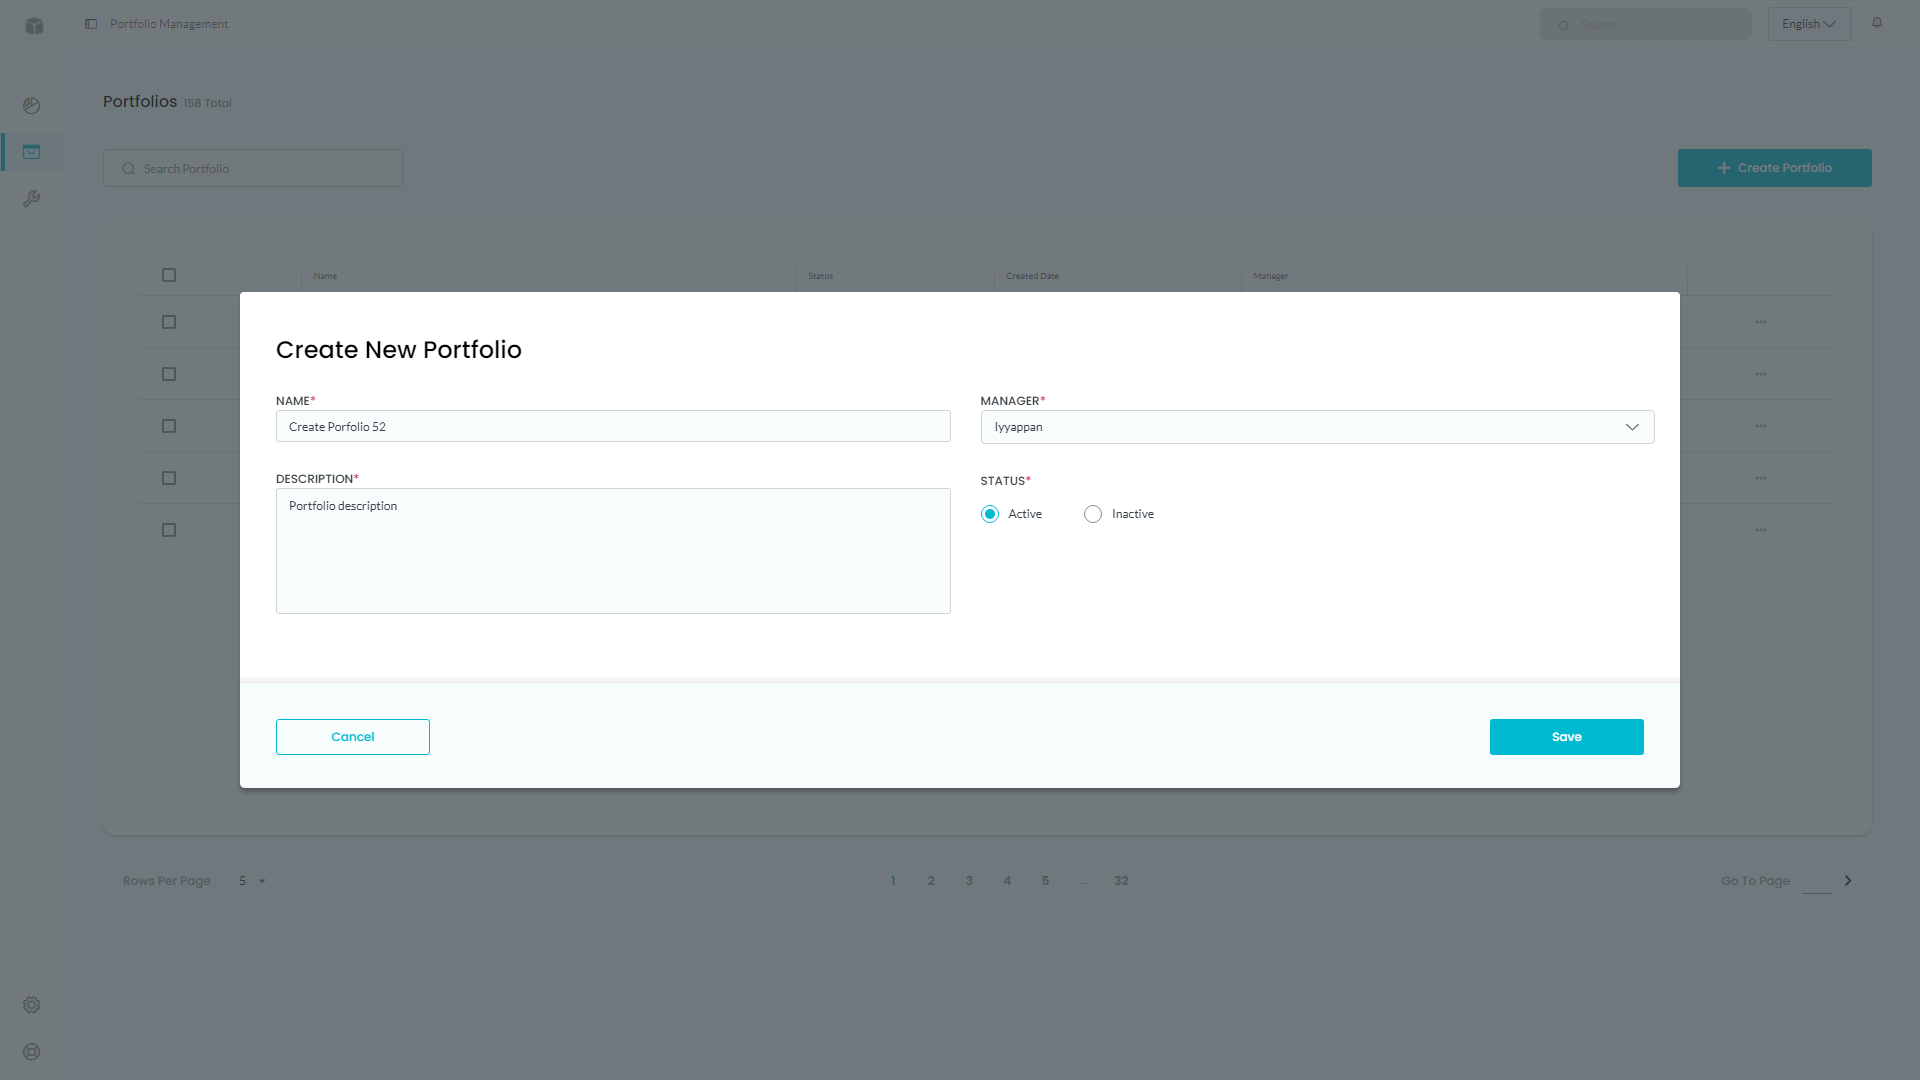 Portfolio Management
Search
English
Portfolios 158 Total
Search Portfolio
Create Portfolio
Name Status Created Date Manager
Create New Portfolio
NAME*
MANAGER*
Create Porfolio 52
Iyyappan
DESCRIPTION*
STATUS*
Portfolio description
Active Inactive
Cancel
Save
Rows Per Page 5
1 2 3 4 5 ... 32
Go To Page